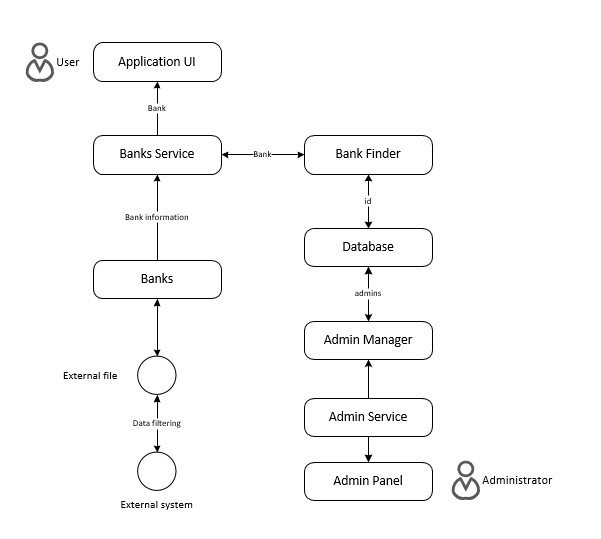 User
Application UI
Bank
Banks Service
Bank
Bank Finder
id
Bank information
Database
Banks
admins
Admin Manager
External file
Data filtering
Admin Service
External system
Admin Panel
Administrator